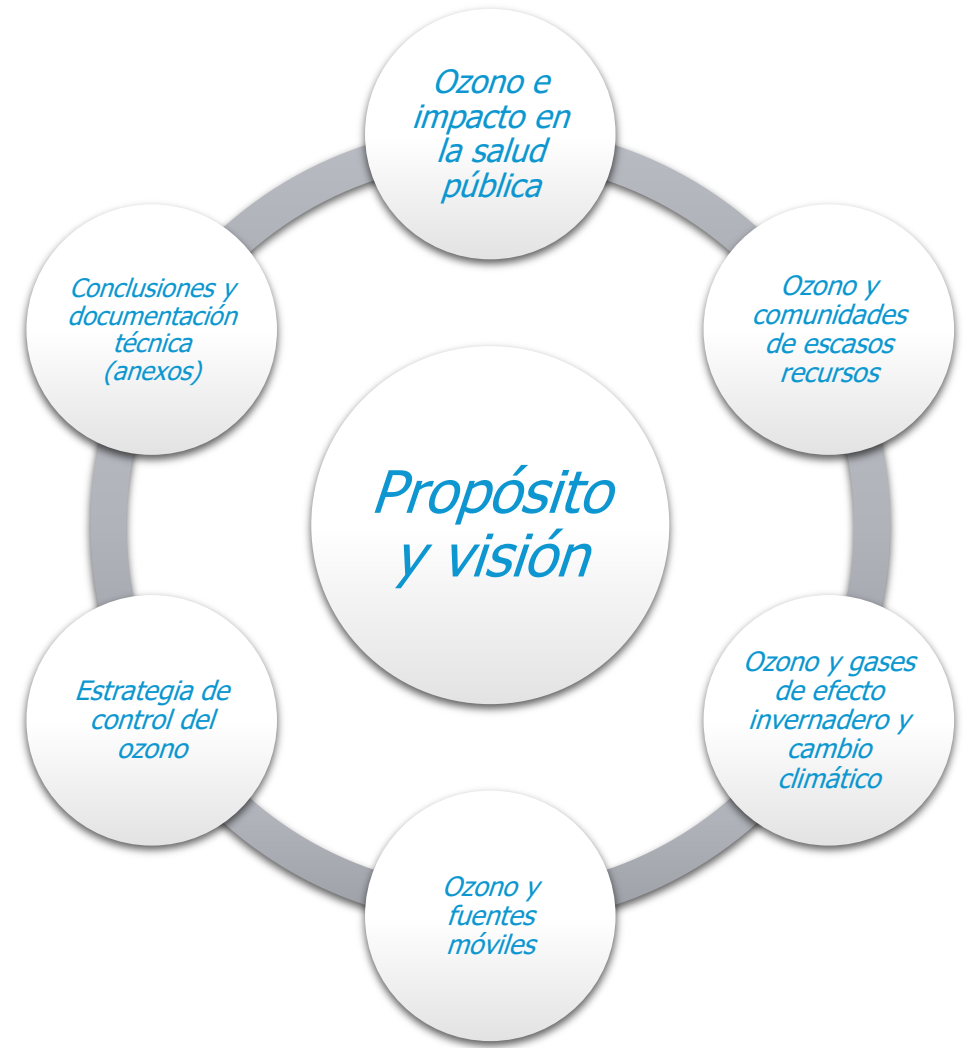 Ozono e
impacto en
la salud
pública
Ozono y
comunidades
de escasos
recursos
Ozono y gases
de efecto
invernadero y
cambio
climático
Ozono y
fuentes
móviles
Estrategia de
control del
ozono
Conclusiones y
documentación
técnica
(anexos)
Propósito
y visión